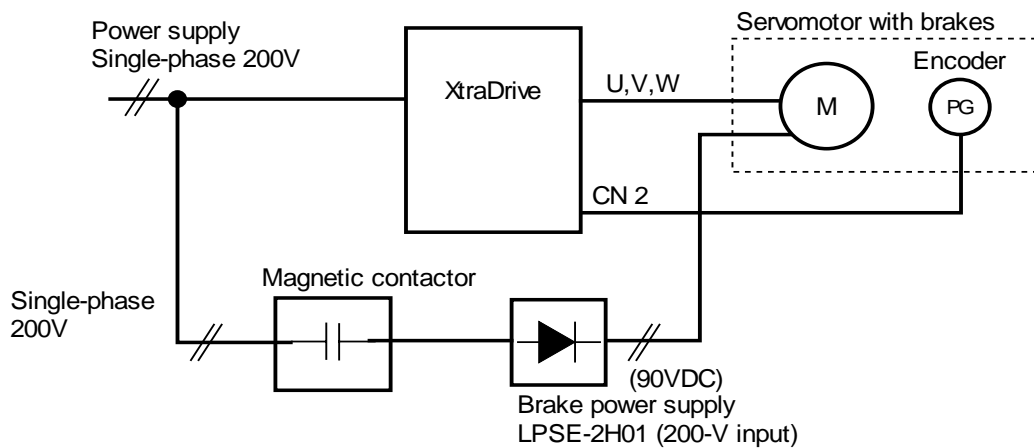 Servomotor with brakes
Power supply
Single-phase 200V
Encoder
XtraDrive
U,V,W
M
PG
CN 2
Magnetic contactor
Single-phase
200V
(90VDC)
Brake power supply
LPSE-2H01 (200-V input)